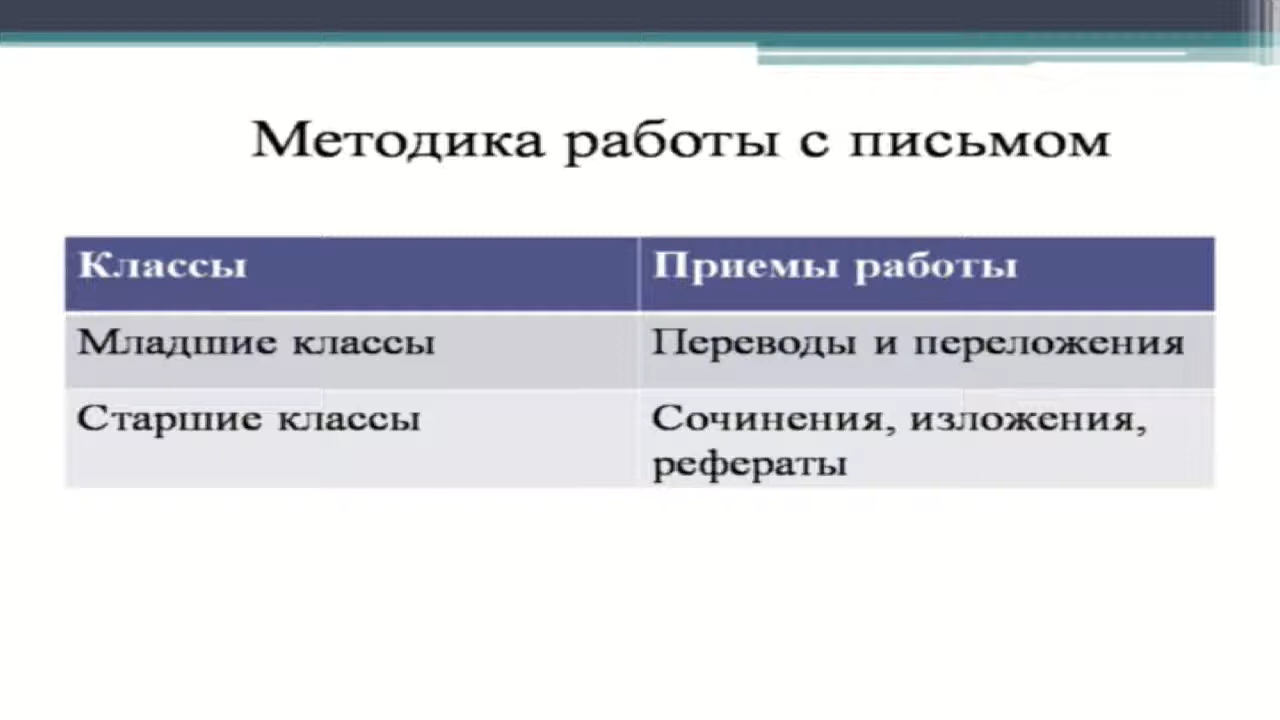 Методика работы с письмом
Классы
Приемы работы
Младшие классы
Переводы и переложения
Старшие классы
Сочинения, изложения,
рефераты